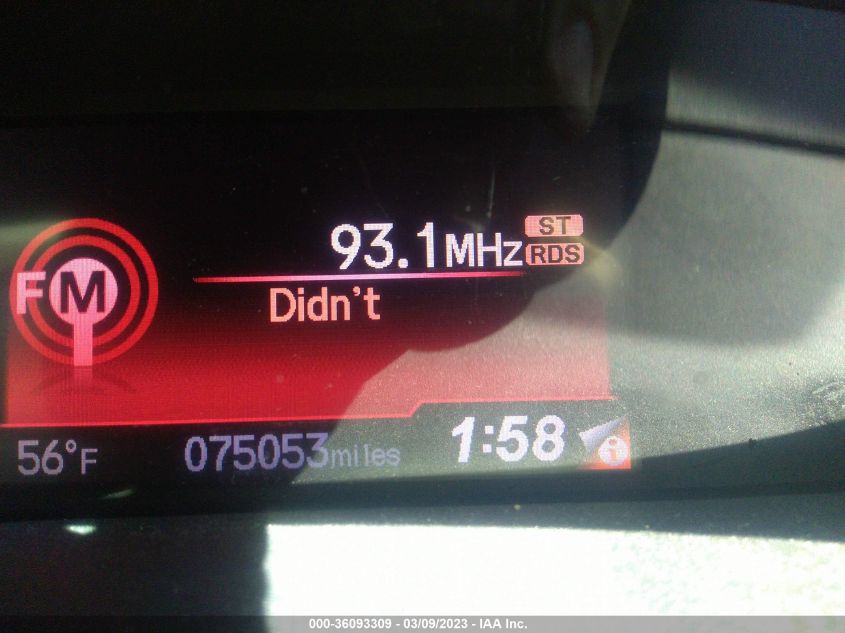 93.1MHz ST
RDS
FM
Didn't
56°F 075053miles 1:58 i
000-36093309 - 03/09/2023 - IAA Inc.